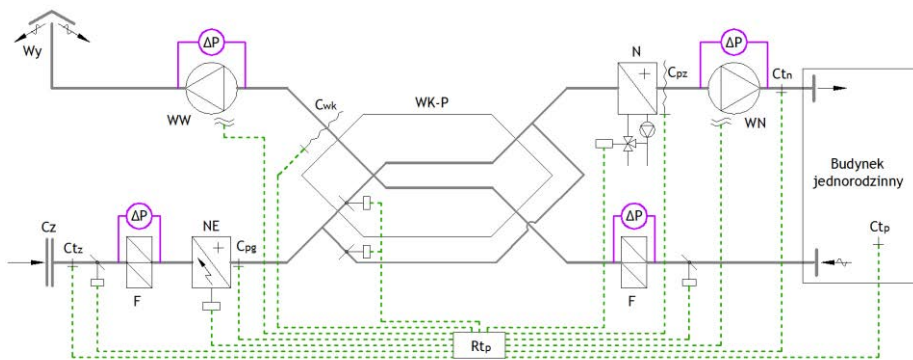 Wy
ΔP
WW
Cwk
WK-P
N
Cpz
ΔP
Ctn
WN
Budynek
jednorodzinny
Cz
Ctz
ΔP
F
NE
Cpg
ΔP
F
Ctp
Rtp